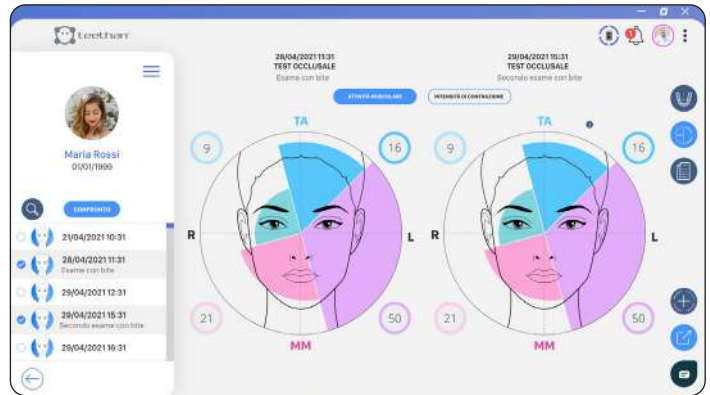 teethan
Maria Rossi
01/01/1999
CONFRONTO
21/04/2021 10:31
28/04/2021 11:31
Esame con bite
29/04/2021 12:31
29/04/2021 15:31
Secondo esame con bite
29/04/2021 16:31
28/04/2021 11:31
TEST OCCLUSALE
Esame con bite
29/04/2021 15:31
TEST OCCLUSALE
Secondo esame con bite
ATTIVITÀ MUSCOLARE
INTENSITÀ DI CONTRAZIONE
TA
9
16
R
L
21
50
MM
TA
9
16
R
L
21
50
MM
1